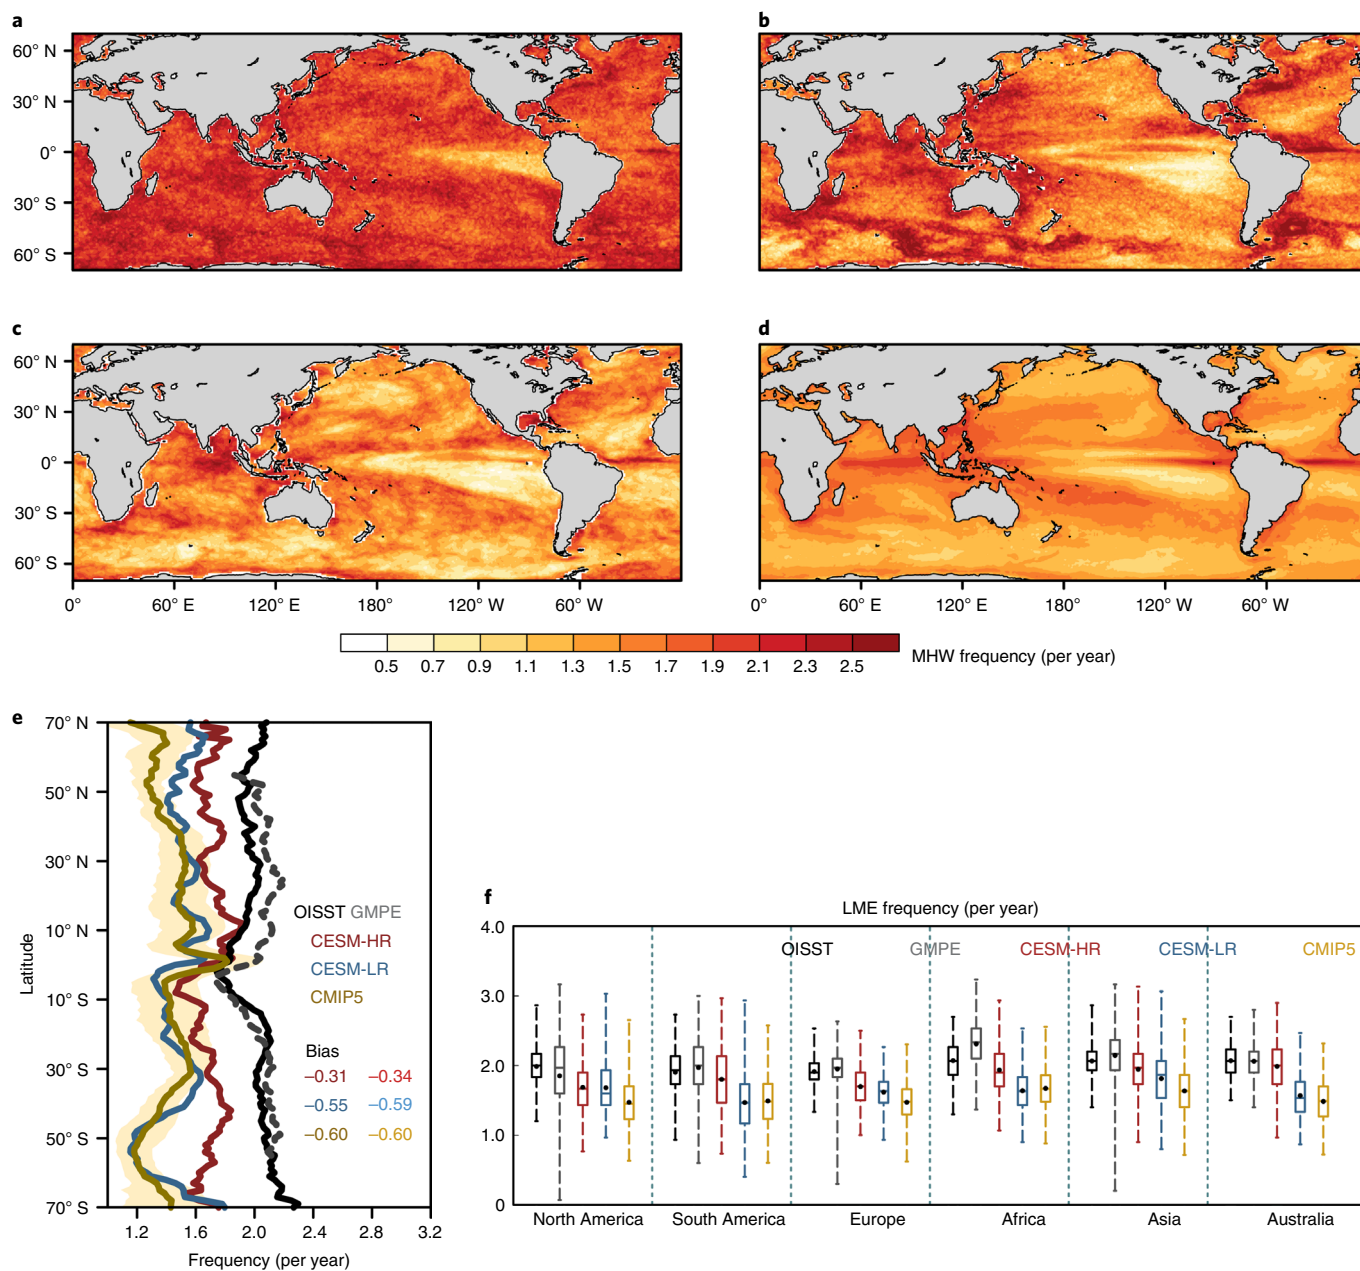 a
b
60° N
30° N
0°
30° S
60° S
c
d
60° N
30° N
0°
30° S
60° S
0° 60° E 120° E 180° 120° W 60° W
0° 60° E 120° E 180° 120° W 60° W
0.5 0.7 0.9 1.1 1.3 1.5 1.7 1.9 2.1 2.3 2.5
MHW frequency (per year)
e
70° N
50° N
30° N
10° N
10° S
30° S
50° S
70° S
Latitude
OISST GMPE
CESM-HR
CESM-LR
CMIP5
Bias
–0.31 –0.34
–0.55 –0.59
–0.60 –0.60
1.2 1.6 2.0 2.4 2.8 3.2
Frequency (per year)
f
LME frequency (per year)
4.0
3.0
2.0
1.0
0
OISST GMPE CESM-HR CESM-LR CMIP5
North America South America Europe Africa Asia Australia